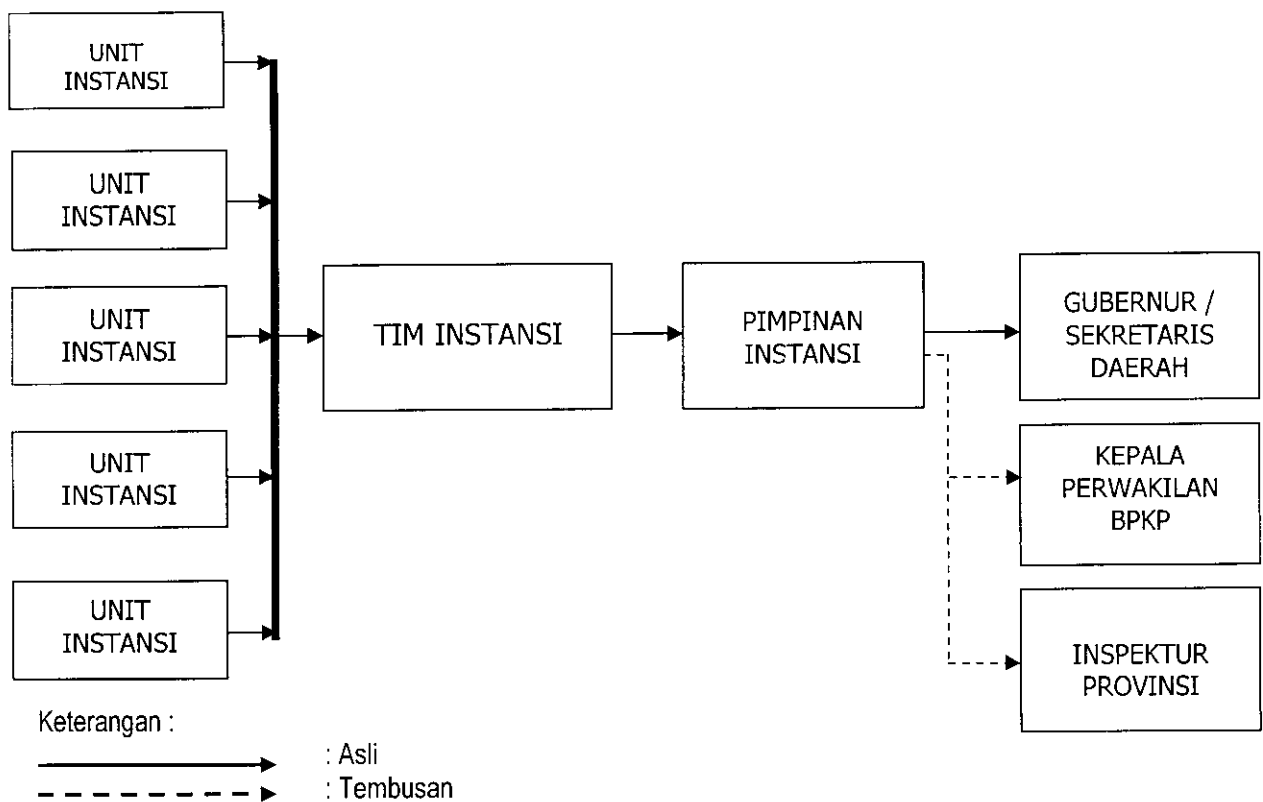 UNIT
INSTANSI
UNIT
INSTANSI
UNIT
INSTANSI
UNIT
INSTANSI
UNIT
INSTANSI
TIM INSTANSI
PIMPINAN
INSTANSI
GUBERNUR /
SEKRETARIS
DAERAH
KEPALA
PERWAKILAN
BPKP
INSPEKTUR
PROVINSI
Keterangan :
: Asli
: Tembusan